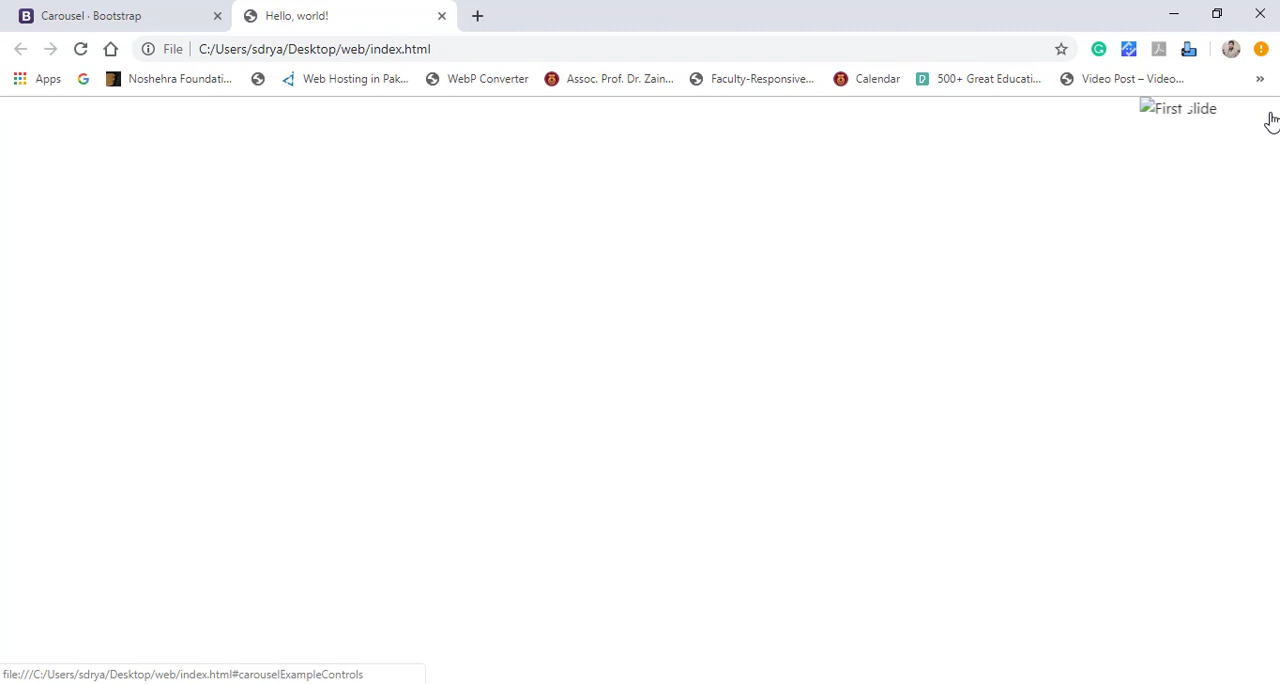 Carousel · Bootstrap
Hello, world!
File
C:/Users/sdrya/Desktop/web/index.html
Apps
Noshehra Foundati...
Web Hosting in Pak...
WebP Converter
Assoc. Prof. Dr. Zain...
Faculty-Responsive...
Calendar
500+ Great Educati...
Video Post – Video...
»
First slide
file:///C:/Users/sdrya/Desktop/web/index.html#carouselExampleControls